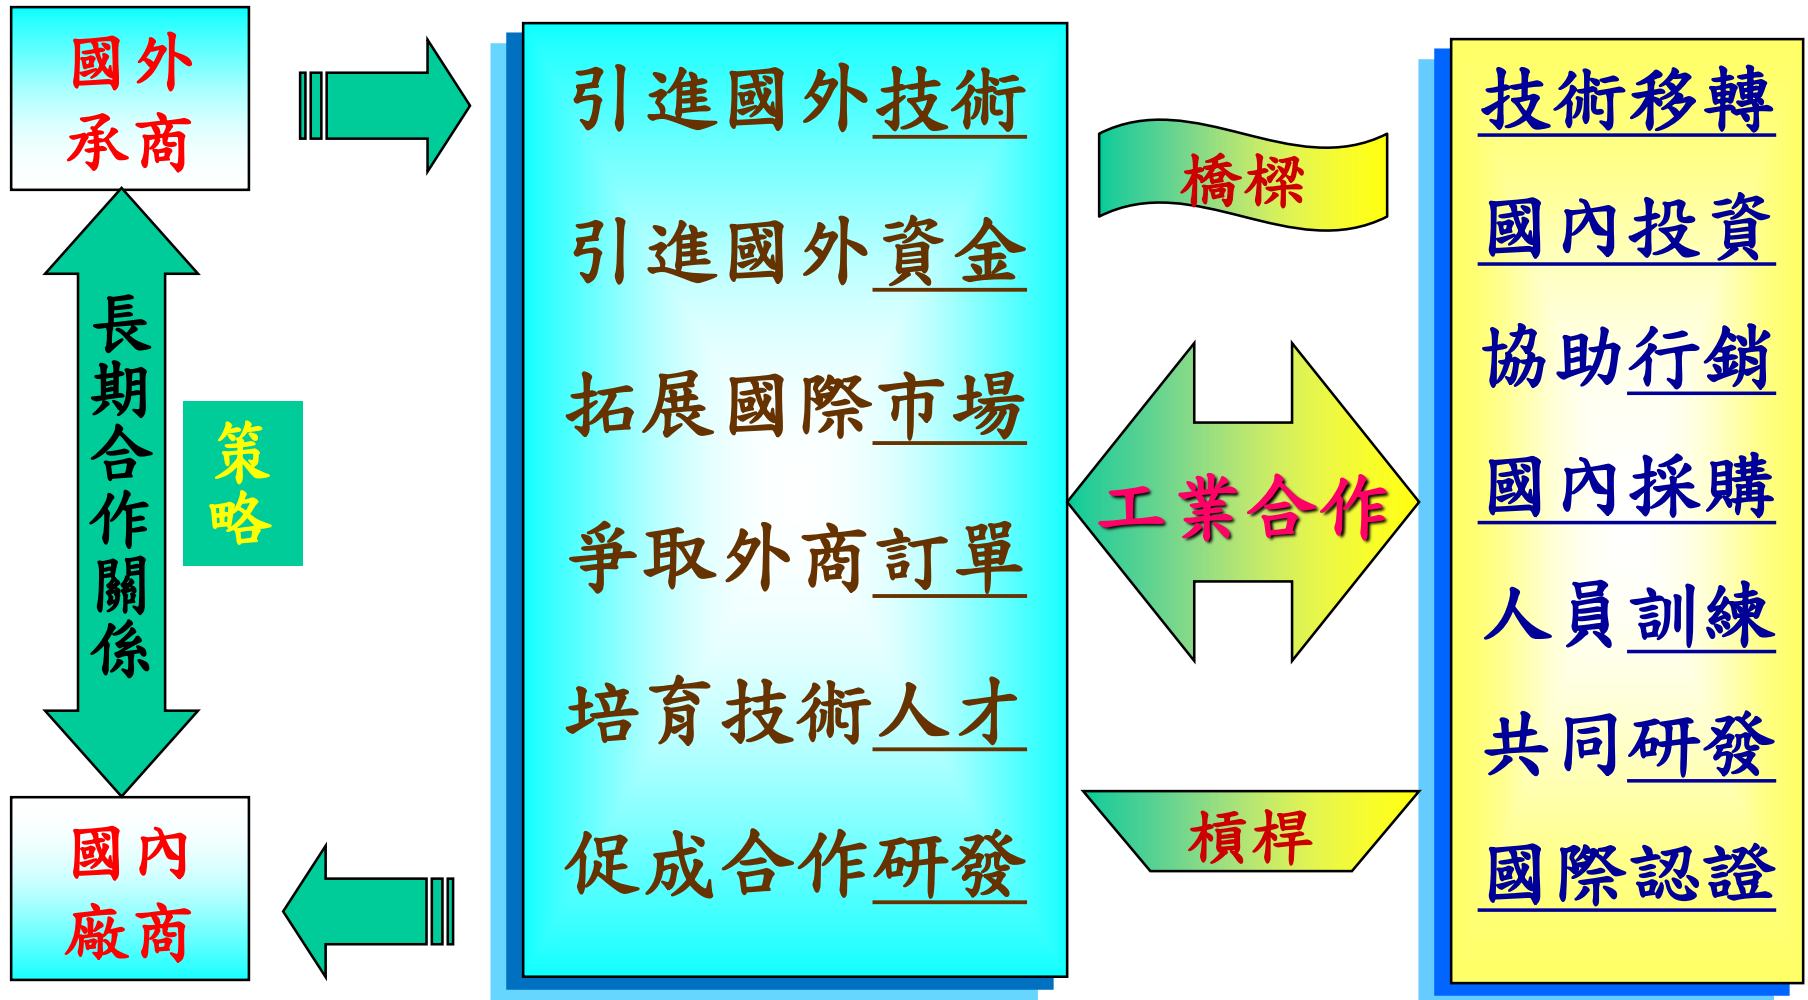 國外
承商
長期合作關係
策略
國內
廠商
引進國外技術
引進國外資金
拓展國際市場
爭取外商訂單
培育技術人才
促成合作研發
橋樑
工業合作
槓桿
技術移轉
國內投資
協助行銷
國內採購
人員訓練
共同研發
國際認證